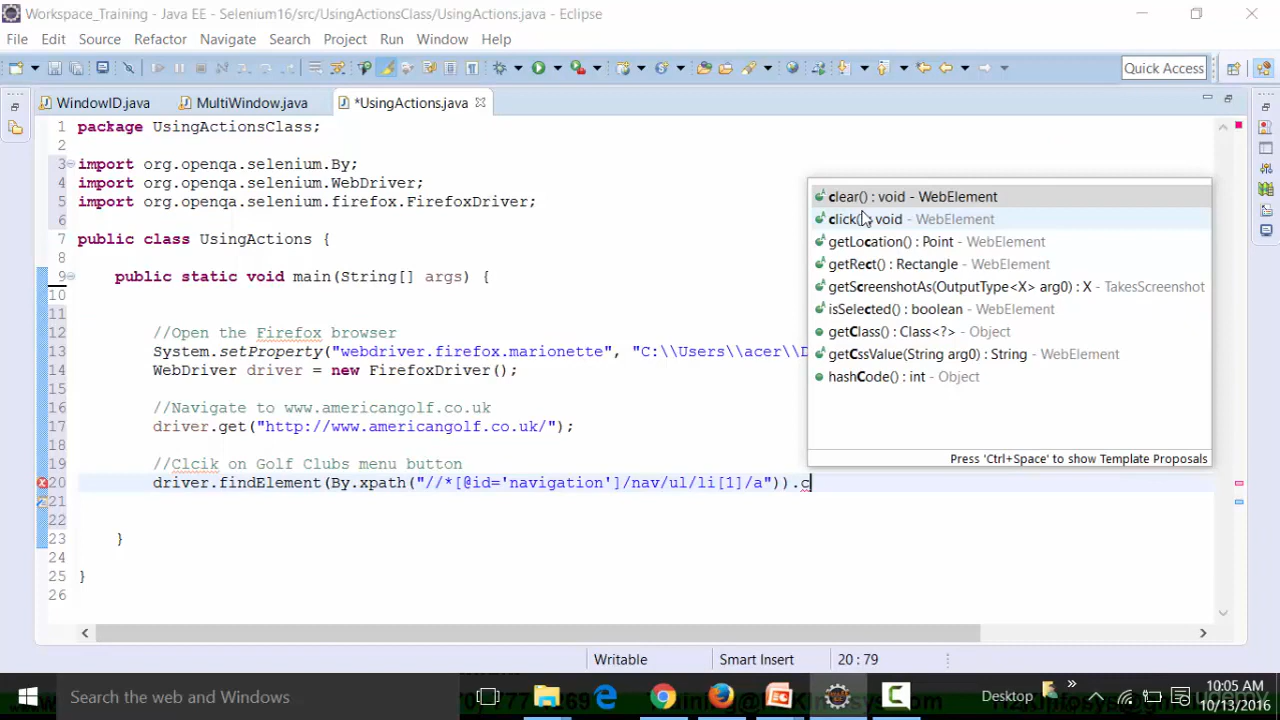 Workspace_Training - Java EE - Selenium16/src/UsingActionsClass/UsingActions.java - Eclipse
File Edit Source Refactor Navigate Search Project Run Window Help
Quick Access
WindowID.java MultiWindow.java *UsingActions.java
1 package UsingActionsClass;
2
3 import org.openqa.selenium.By;
4 import org.openqa.selenium.WebDriver;
5 import org.openqa.selenium.firefox.FirefoxDriver;
6
7 public class UsingActions {
8
9 public static void main(String[] args) {
10
11
12 //Open the Firefox browser
13 System.setProperty("webdriver.firefox.marionette", "C:\\Users\\acer\\D
14 WebDriver driver = new FirefoxDriver();
15
16 //Navigate to www.americangolf.co.uk
17 driver.get("http://www.americangolf.co.uk/");
18
19 //Clcik on Golf Clubs menu button
20 driver.findElement(By.xpath("//*[@id='navigation']/nav/ul/li[1]/a")).c
21
22
23 }
24
25 }
26
clear() : void - WebElement
click() : void - WebElement
getLocation() : Point - WebElement
getRect() : Rectangle - WebElement
getScreenshotAs(OutputType<X> arg0) : X - TakesScreenshot
isSelected() : boolean - WebElement
getClass() : Class<?> - Object
getCssValue(String arg0) : String - WebElement
hashCode() : int - Object
Press 'Ctrl+Space' to show Template Proposals
Writable Smart Insert 20 : 79
Search the web and Windows
Desktop
10:05 AM
10/13/2016